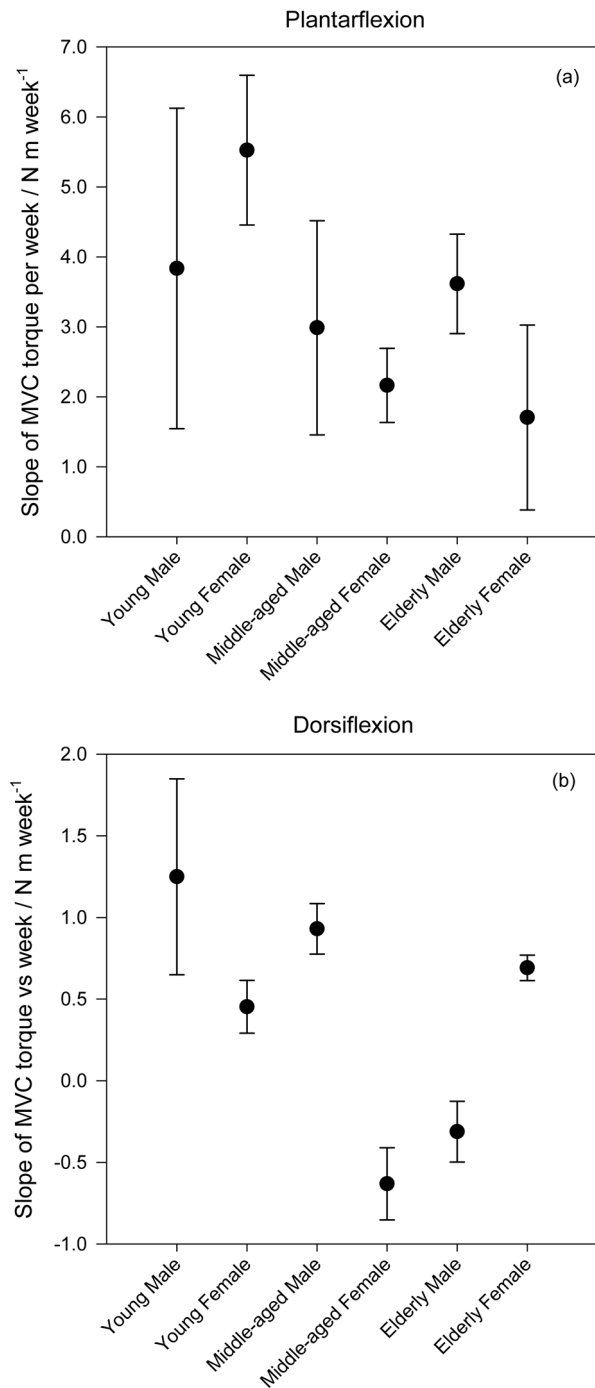 Plantarflexion
(a)
Slope of MVC torque per week / N m week⁻¹
7.0
6.0
5.0
4.0
3.0
2.0
1.0
0.0
Young Male
Young Female
Middle-aged Male
Middle-aged Female
Elderly Male
Elderly Female
Dorsiflexion
(b)
Slope of MVC torque vs week / N m week⁻¹
2.0
1.5
1.0
0.5
0.0
-0.5
-1.0
Young Male
Young Female
Middle-aged Male
Middle-aged Female
Elderly Male
Elderly Female